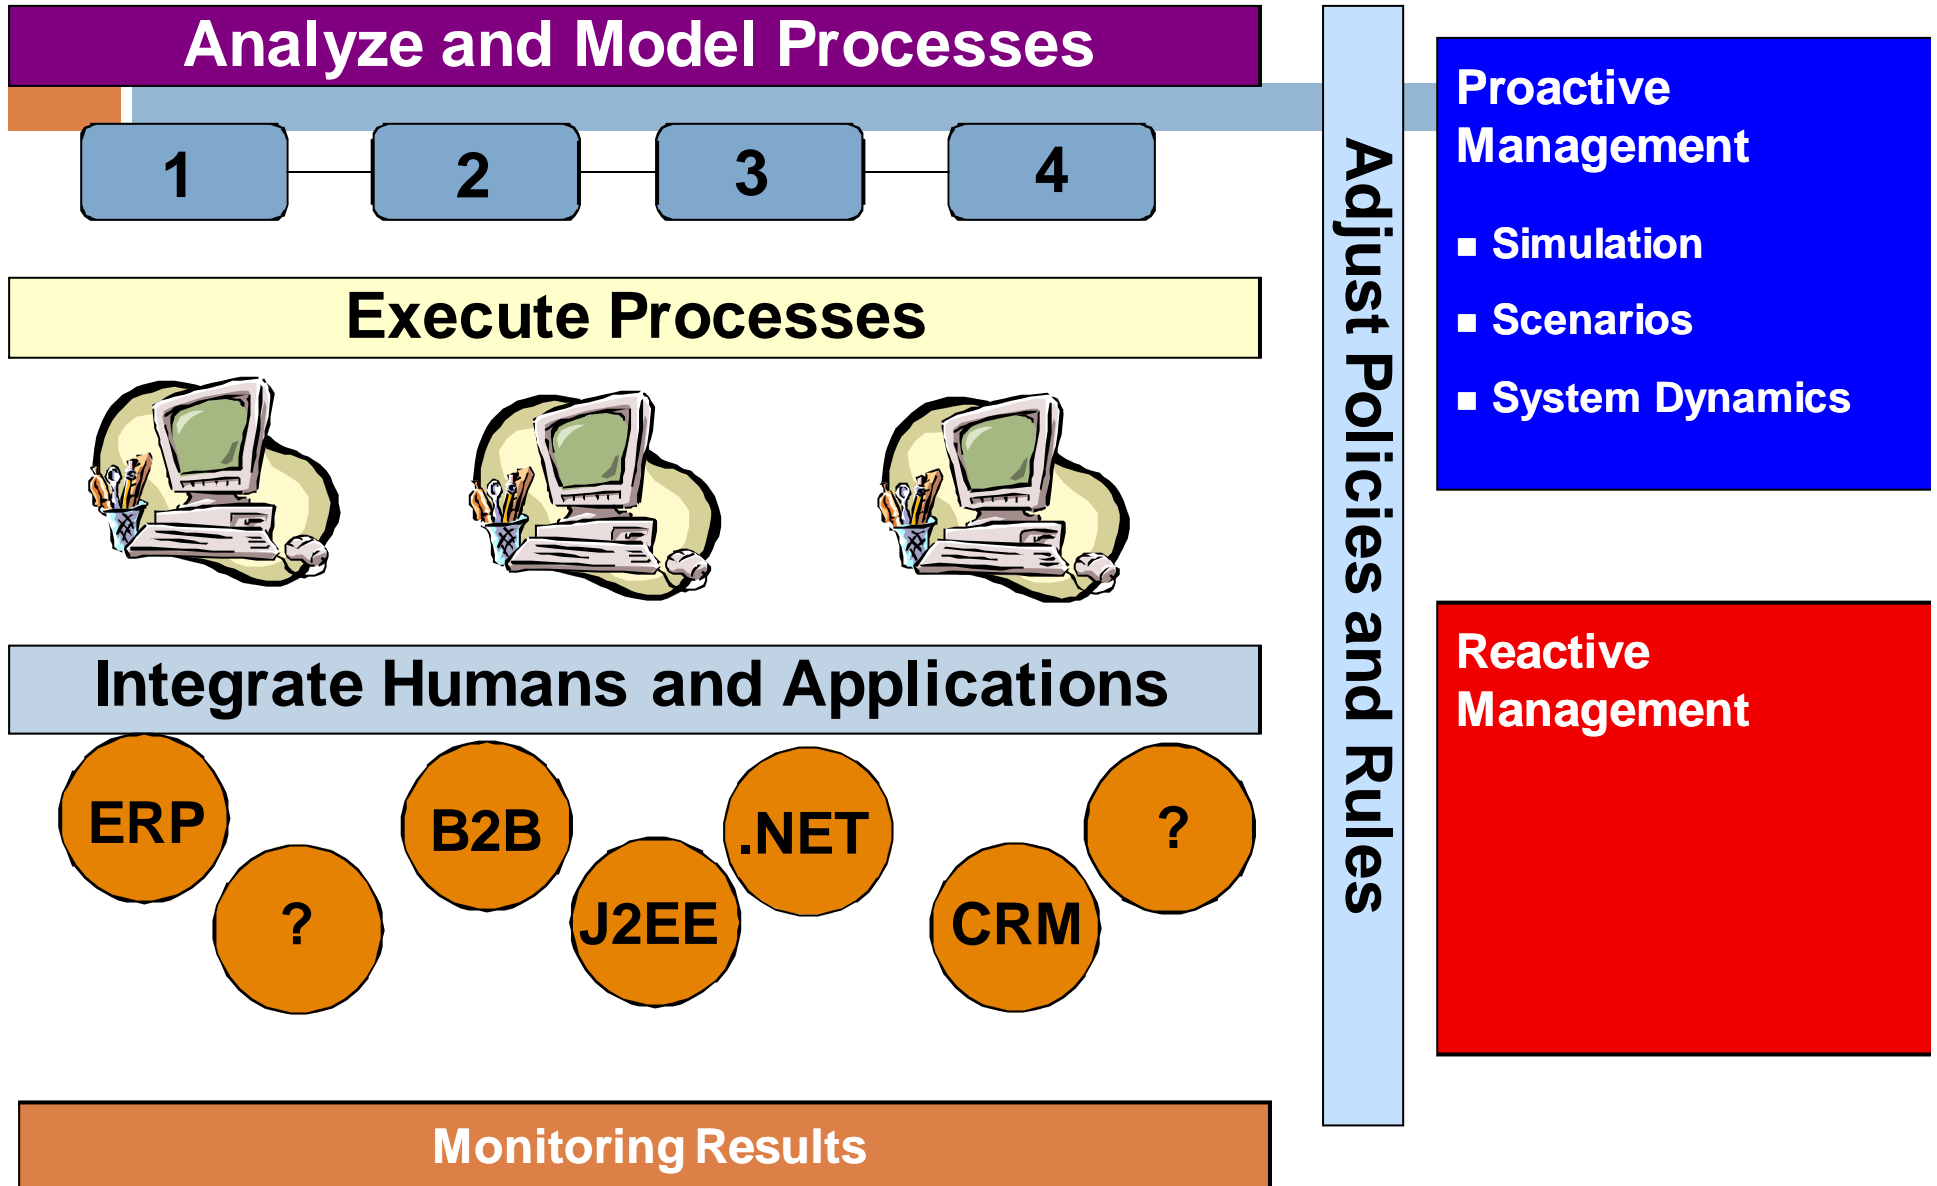 Analyze and Model Processes
1
2
3
4
Execute Processes
Integrate Humans and Applications
ERP
?
B2B
J2EE
.NET
CRM
?
Monitoring Results
Adjust Policies and Rules
Proactive
Management
Simulation
Scenarios
System Dynamics
Reactive
Management